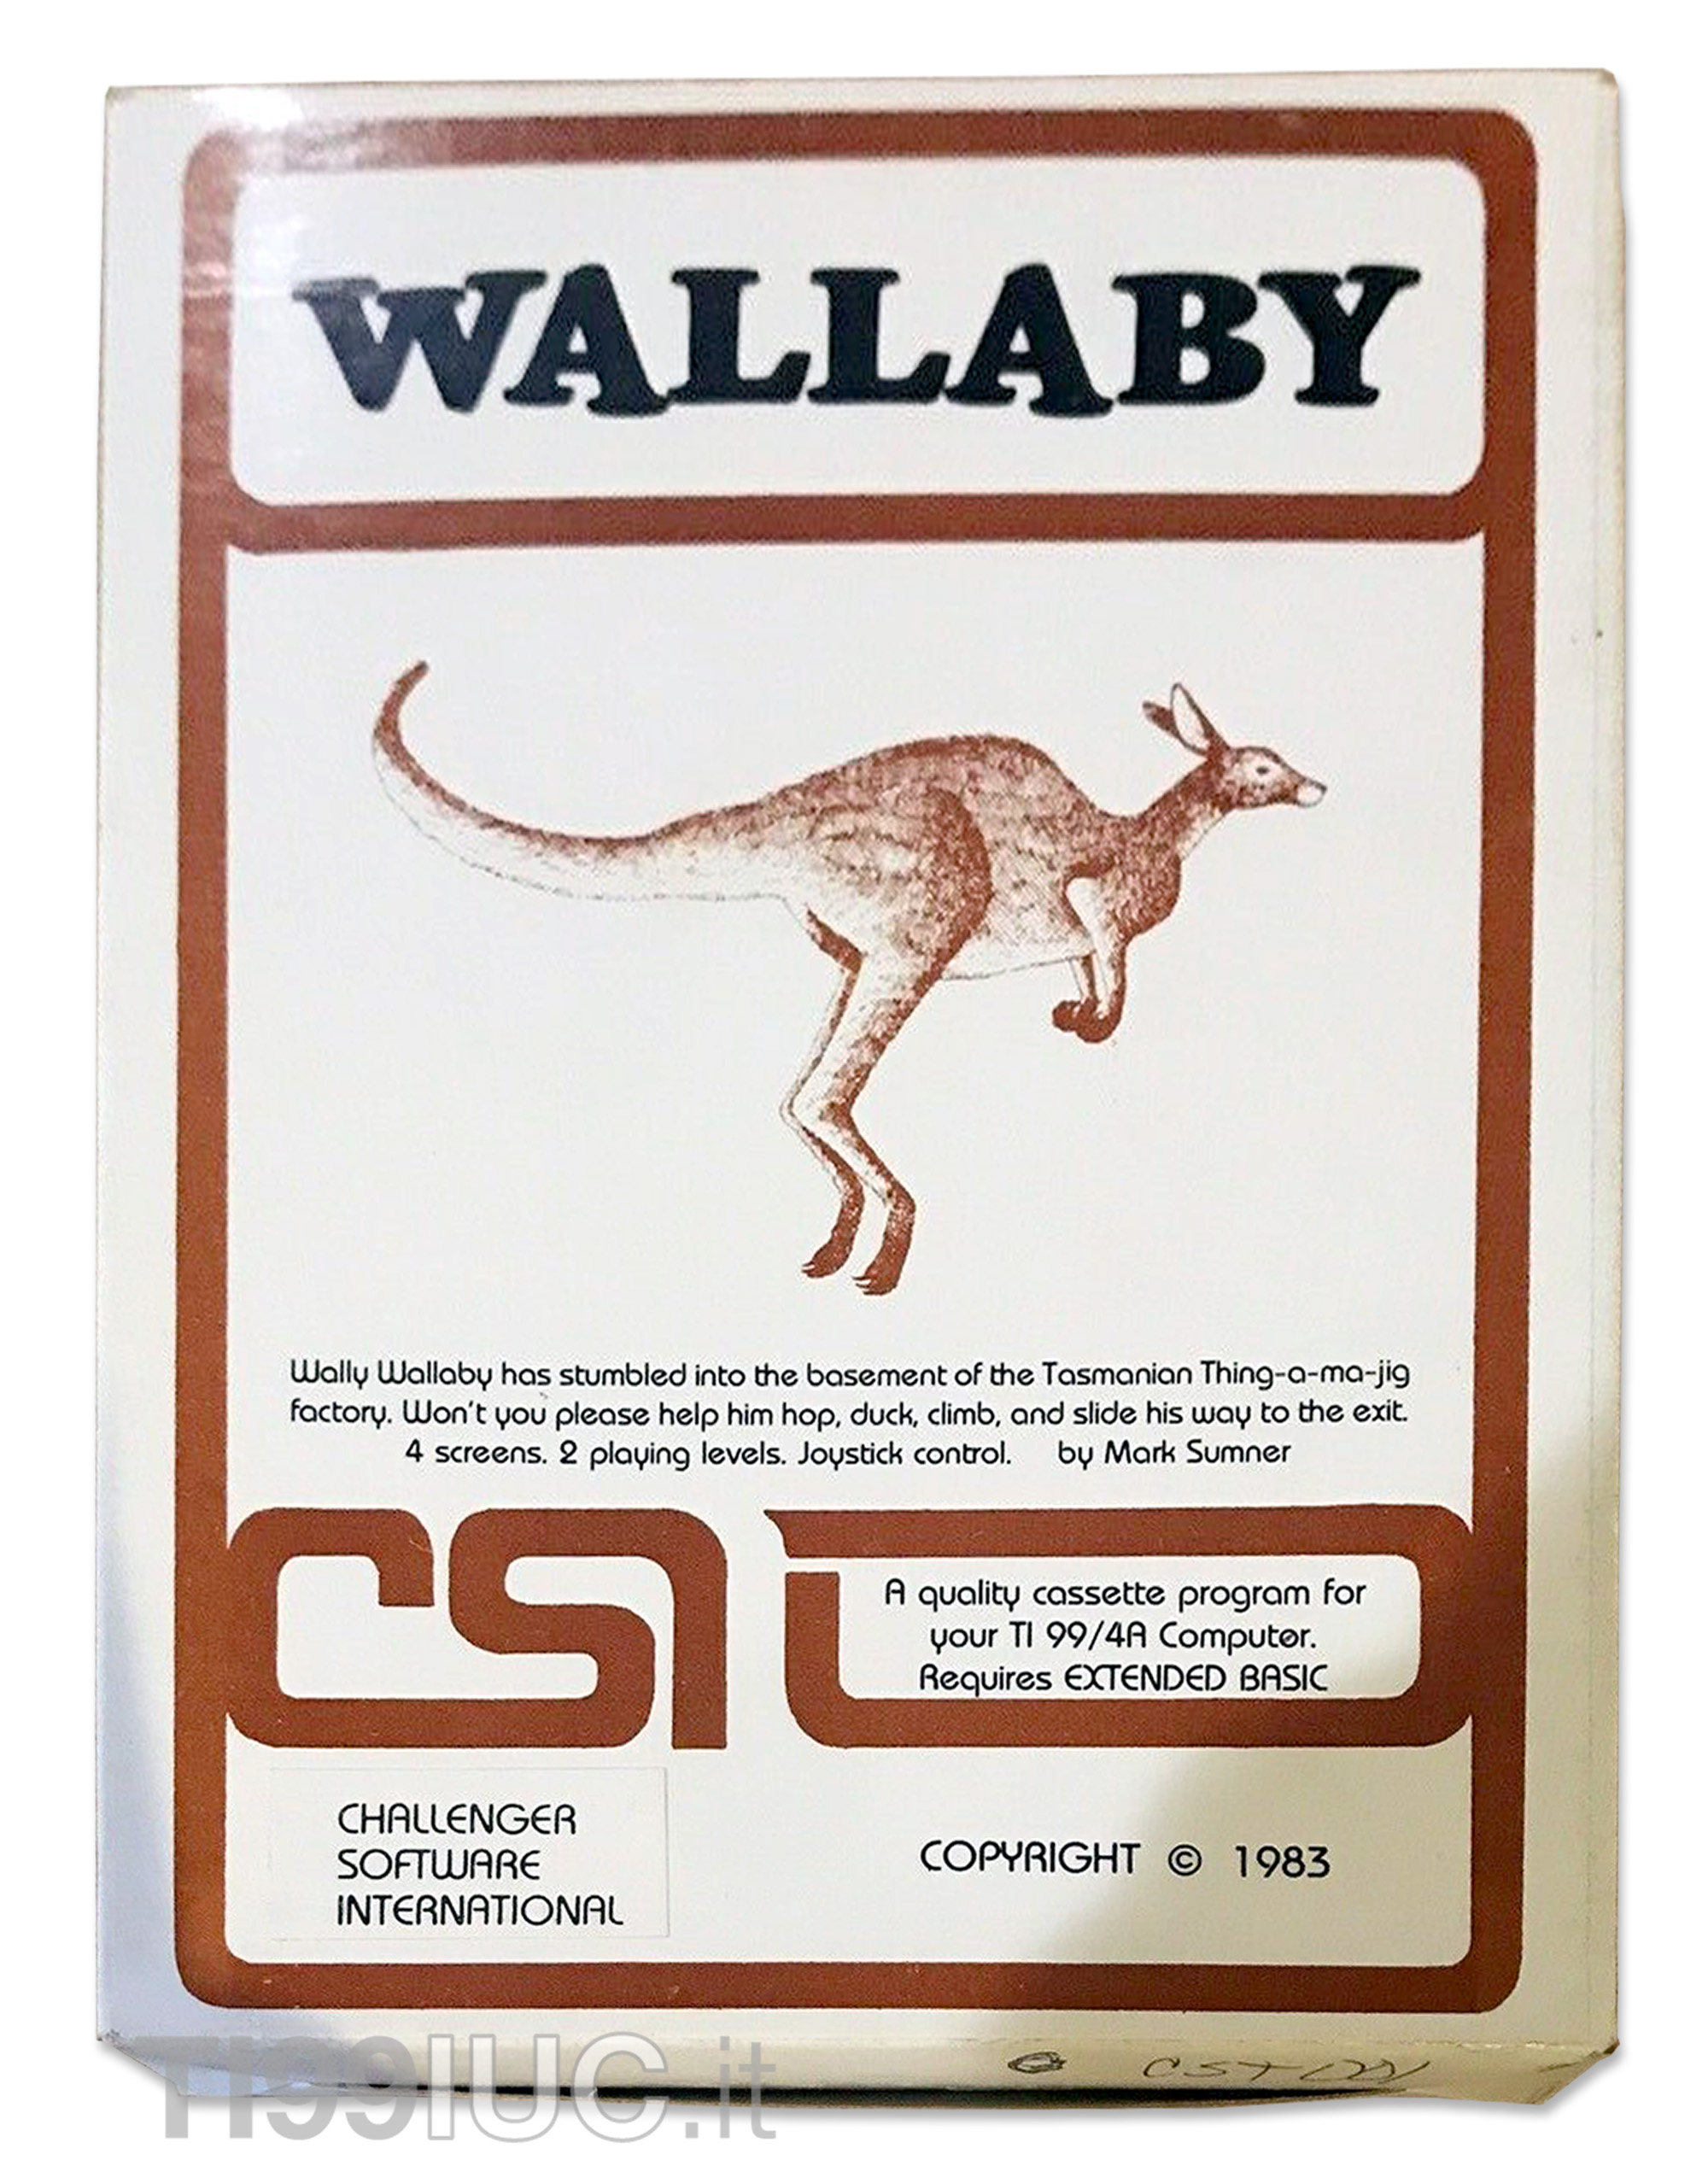 WALLABY
Wally Wallaby has stumbled into the basement of the Tasmanian Thing-a-ma-jig
factory. Won't you please help him hop, duck, climb, and slide his way to the exit.
4 screens. 2 playing levels. Joystick control. by Mark Sumner
CSI
A quality cassette program for
your TI 99/4A Computer.
Requires EXTENDED BASIC
CHALLENGER
SOFTWARE
INTERNATIONAL
COPYRIGHT © 1983
TI99IUC.it